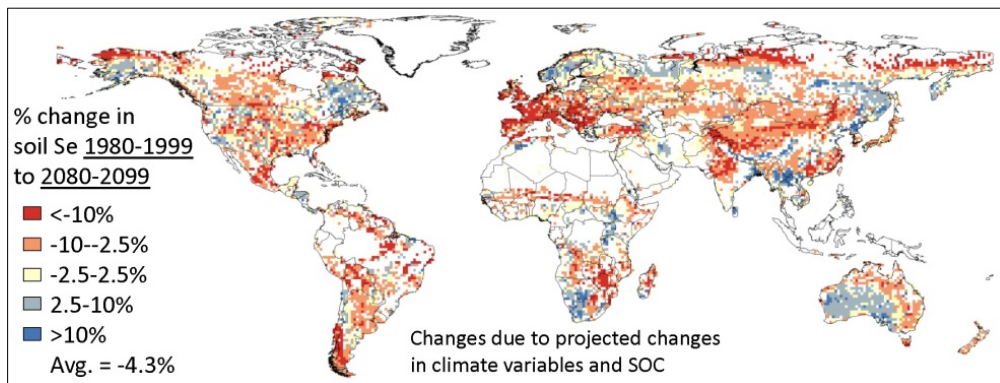 % change in
soil Se 1980-1999
to 2080-2099
<-10%
-10--2.5%
-2.5-2.5%
2.5-10%
>10%
Avg. = -4.3%
Changes due to projected changes
in climate variables and SOC